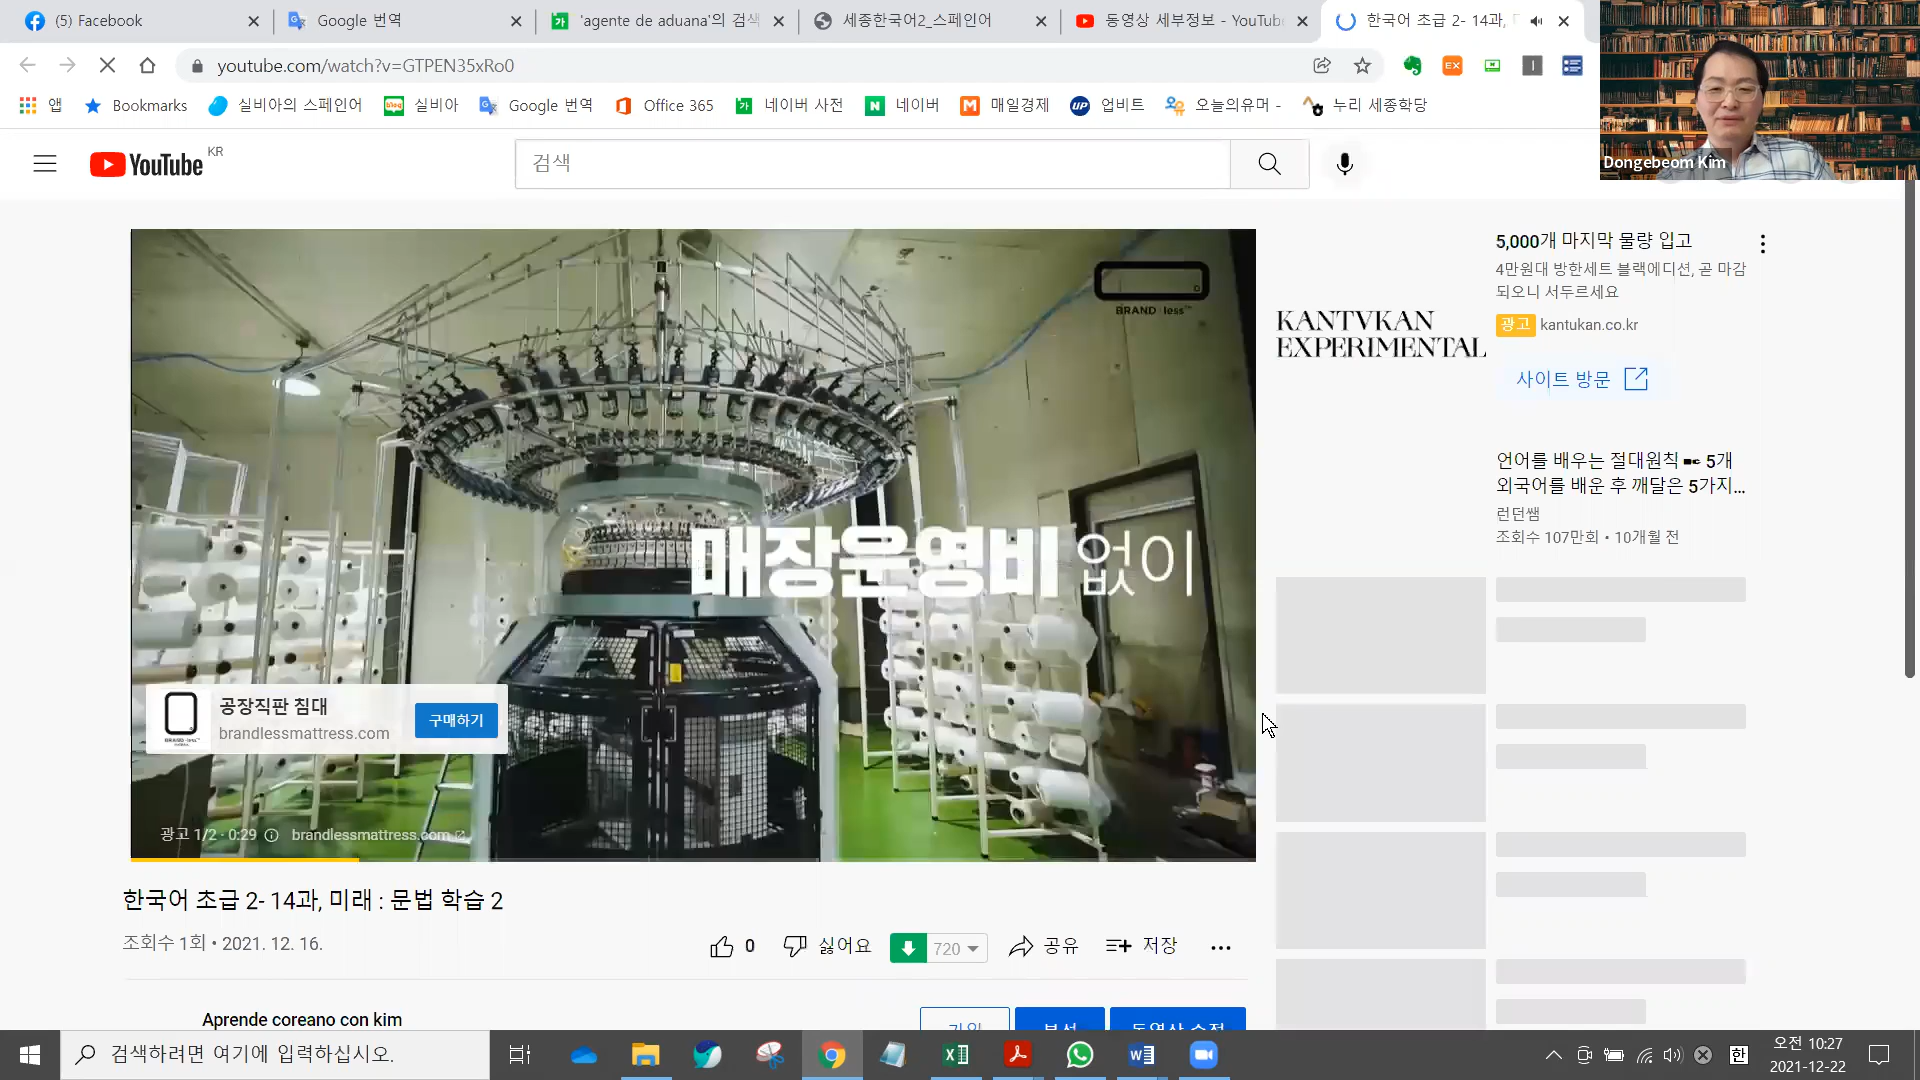 (5) Facebook
Google 번역
'agente de aduana'의 검색
세종한국어2_스페인어
동영상 세부정보 - YouTube
한국어 초급 2- 14과,
youtube.com/watch?v=GTPEN35xRo0
앱
Bookmarks
실비아의 스페인어
실비아
Google 번역
Office 365
네이버 사전
네이버
매일경제
업비트
오늘의유머 -
누리 세종학당
Dongebeom Kim
YouTube KR
검색
BRAND less
매장운영비 없이
공장직판 침대
brandlessmattress.com
구매하기
광고 1/2 · 0:29
brandlessmattress.com
KANTVKAN
EXPERIMENTAL
5,000개 마지막 물량 입고
4만원대 방한세트 블랙에디션, 곧 마감
되오니 서두르세요
광고 kantukan.co.kr
사이트 방문
언어를 배우는 절대원칙 5개
외국어를 배운 후 깨달은 5가지...
런던쌤
조회수 107만회 • 10개월 전
한국어 초급 2- 14과, 미래 : 문법 학습 2
조회수 1회 • 2021. 12. 16.
0
싫어요
720
공유
저장
Aprende coreano con kim
가입
분석
동영상 수정
검색하려면 여기에 입력하십시오.
한
오전 10:27
2021-12-22